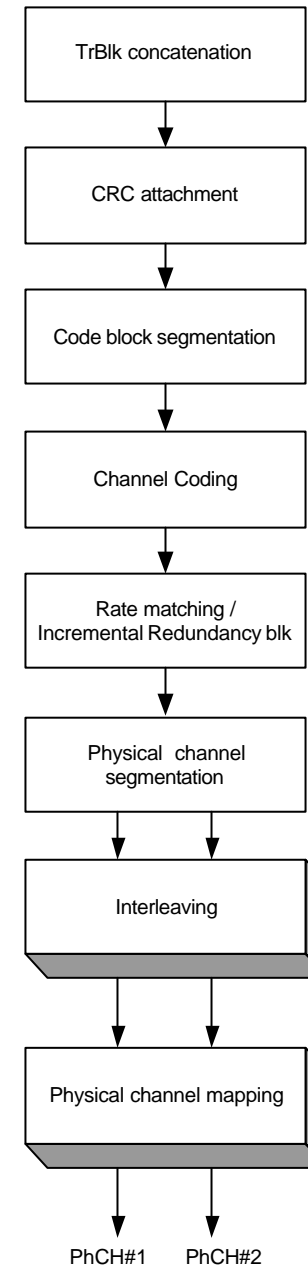 TrBlk concatenation
CRC attachment
Code block segmentation
Channel Coding
Rate matching /
Incremental Redundancy blk
Physical channel
segmentation
Interleaving
Physical channel mapping
PhCH#1 PhCH#2